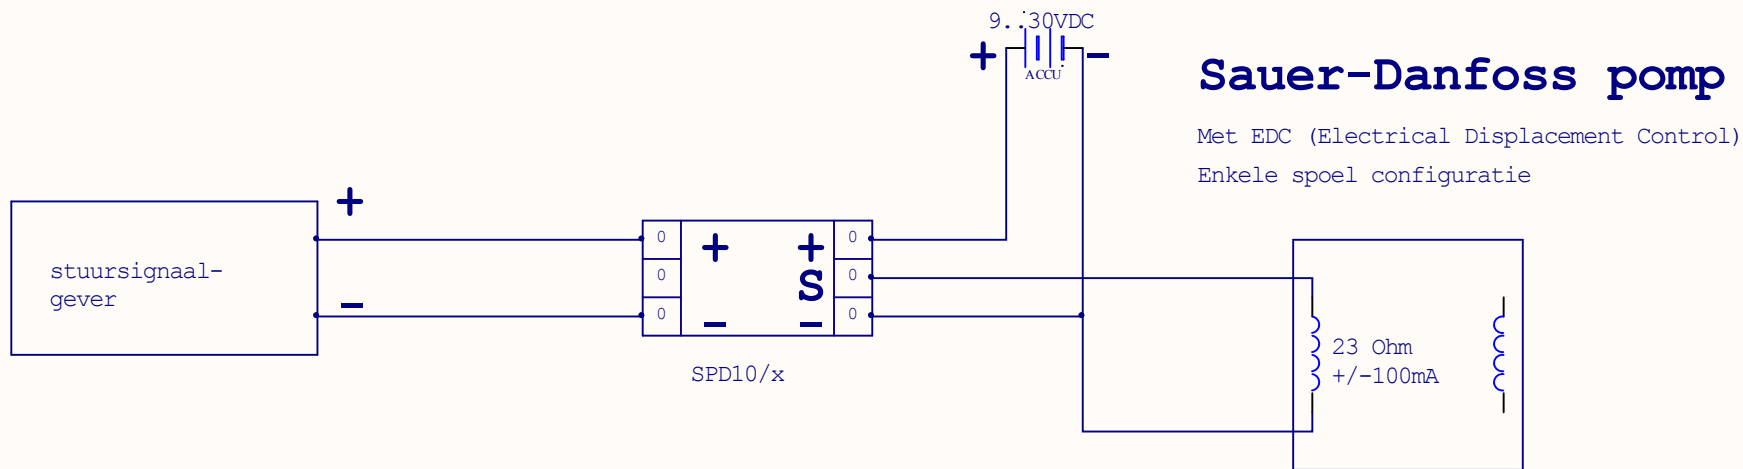 9..30VDC
+ -
ACCU
Sauer-Danfoss pomp
Met EDC (Electrical Displacement Control)
Enkele spoel configuratie
+
stuursignaal-
gever
-
0 + + 0
0 S 0
0 - - 0
SPD10/x
23 Ohm
+/-100mA